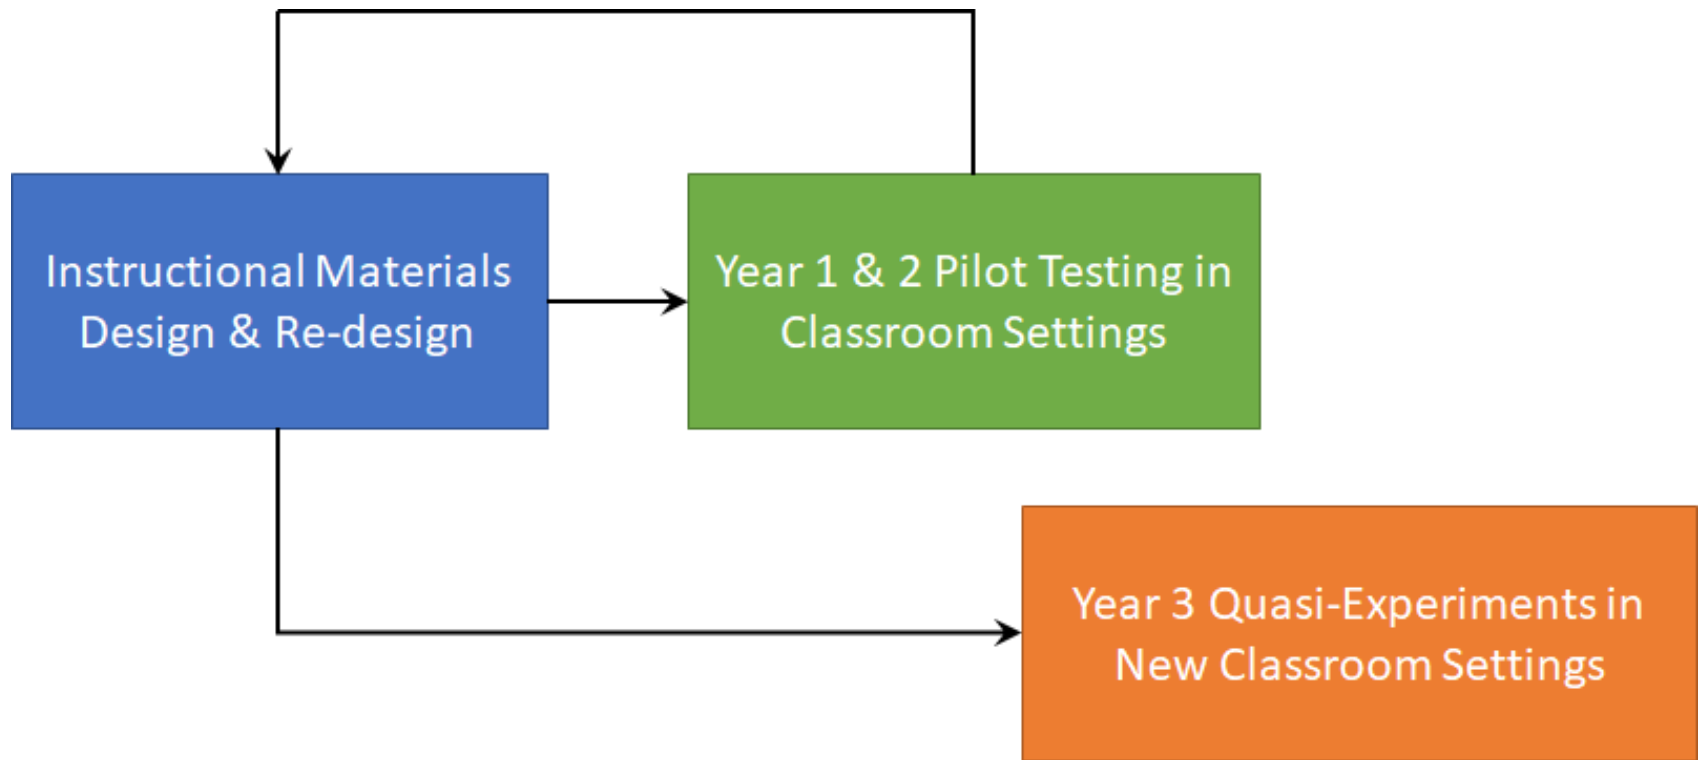 Instructional Materials
Design & Re-design
Year 1 & 2 Pilot Testing in
Classroom Settings
Year 3 Quasi-Experiments in
New Classroom Settings